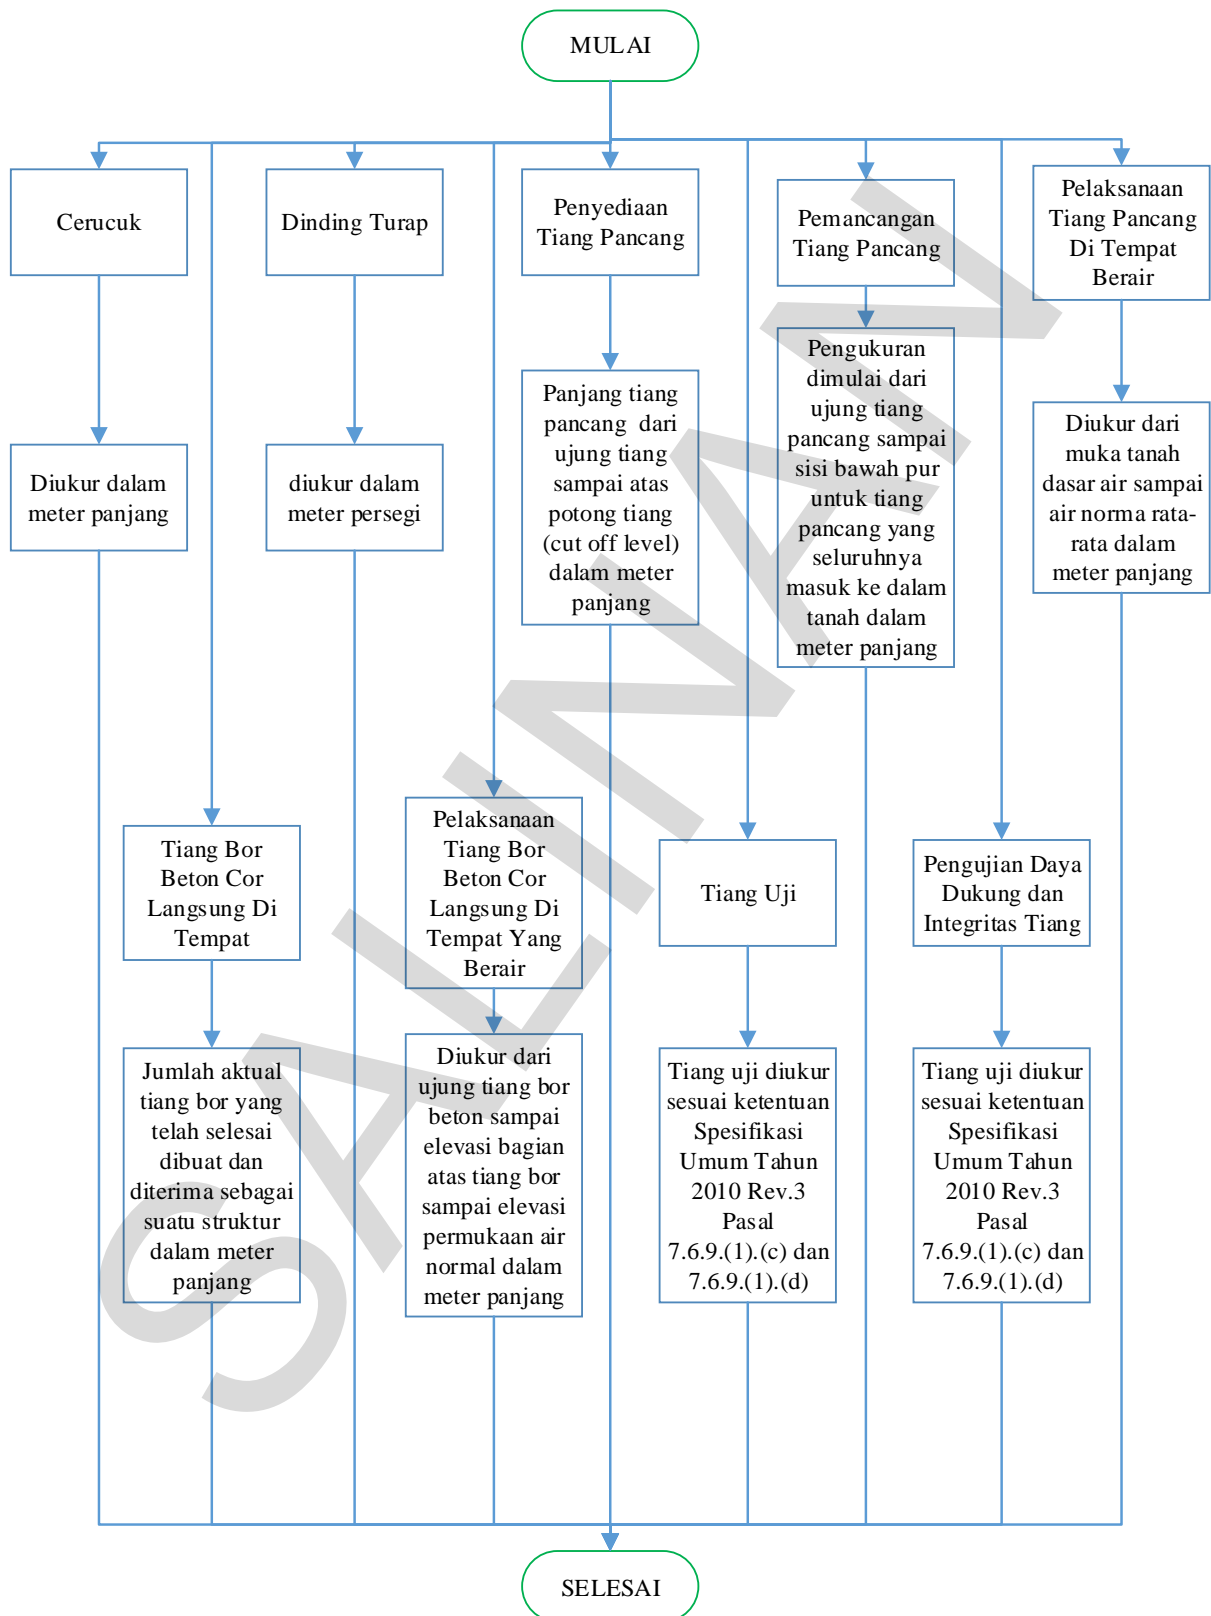 MULAI
Cerucuk
Dinding Turap
Penyediaan
Tiang Pancang
Pemancangan
Tiang Pancang
Pelaksanaan
Tiang Pancang
Di Tempat
Berair
Diukur dalam
meter panjang
diukur dalam
meter persegi
Panjang tiang
pancang dari
ujung tiang
sampai atas
potong tiang
(cut off level)
dalam meter
panjang
Pengukuran
dimulai dari
ujung tiang
pancang sampai
sisi bawah pur
untuk tiang
pancang yang
seluruhnya
masuk ke dalam
tanah dalam
meter panjang
Diukur dari
muka tanah
dasar air sampai
air norma rata-
rata dalam
meter panjang
Tiang Bor
Beton Cor
Langsung Di
Tempat
Pelaksanaan
Tiang Bor
Beton Cor
Langsung Di
Tempat Yang
Berair
Tiang Uji
Pengujian Daya
Dukung dan
Integritas Tiang
Jumlah aktual
tiang bor yang
telah selesai
dibuat dan
diterima sebagai
suatu struktur
dalam meter
panjang
Diukur dari
ujung tiang bor
beton sampai
elevasi bagian
atas tiang bor
sampai elevasi
permukaan air
normal dalam
meter panjang
Tiang uji diukur
sesuai ketentuan
Spesifikasi
Umum Tahun
2010 Rev.3
Pasal
7.6.9.(1).(c) dan
7.6.9.(1).(d)
Tiang uji diukur
sesuai ketentuan
Spesifikasi
Umum Tahun
2010 Rev.3
Pasal
7.6.9.(1).(c) dan
7.6.9.(1).(d)
SELESAI
SALINAN